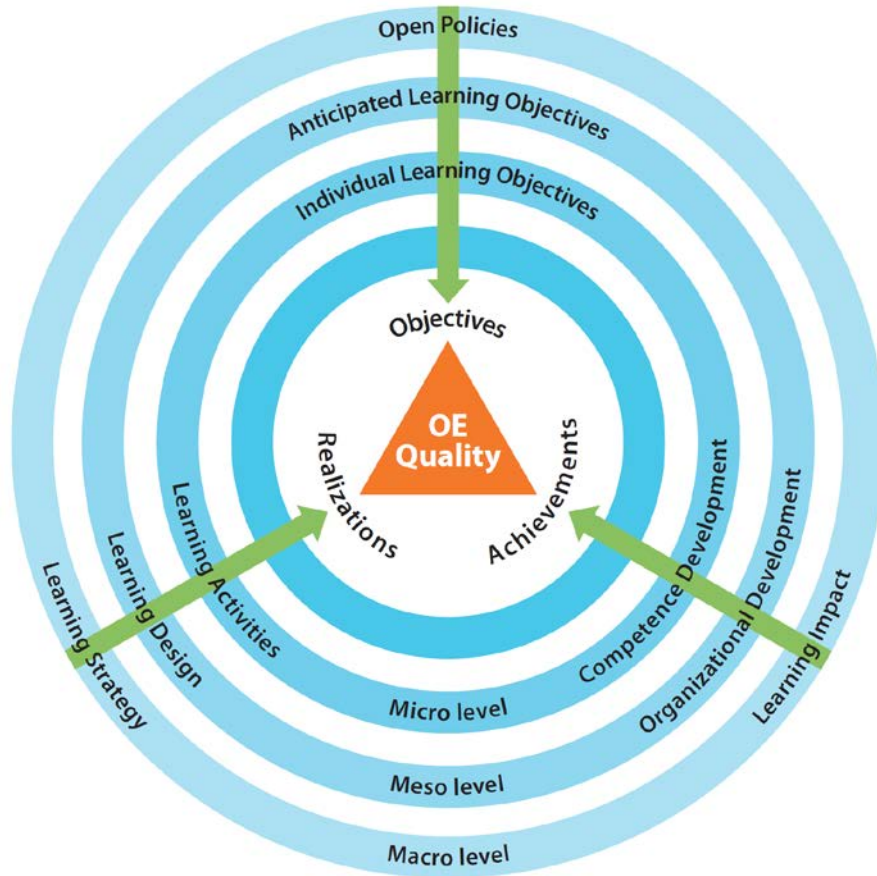 Open Policies
Anticipated Learning Objectives
Individual Learning Objectives
Objectives
OE
Quality
Realizations
Achievements
Learning Activities
Learning Design
Learning Strategy
Competence Development
Organizational Development
Learning Impact
Micro level
Meso level
Macro level